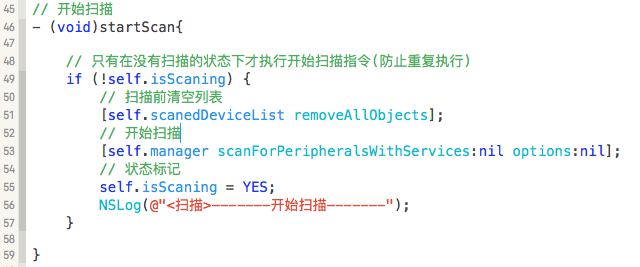 45 // 开始扫描
46 - (void)startScan{
47
48 // 只有在没有扫描的状态下才执行开始扫描指令(防止重复执行)
49 if (!self.isScaning) {
50 // 扫描前清空列表
51 [self.scanedDeviceList removeAllObjects];
52 // 开始扫描
53 [self.manager scanForPeripheralsWithServices:nil options:nil];
54 // 状态标记
55 self.isScaning = YES;
56 NSLog(@"<扫描>-------开始扫描-------");
57 }
58
59 }